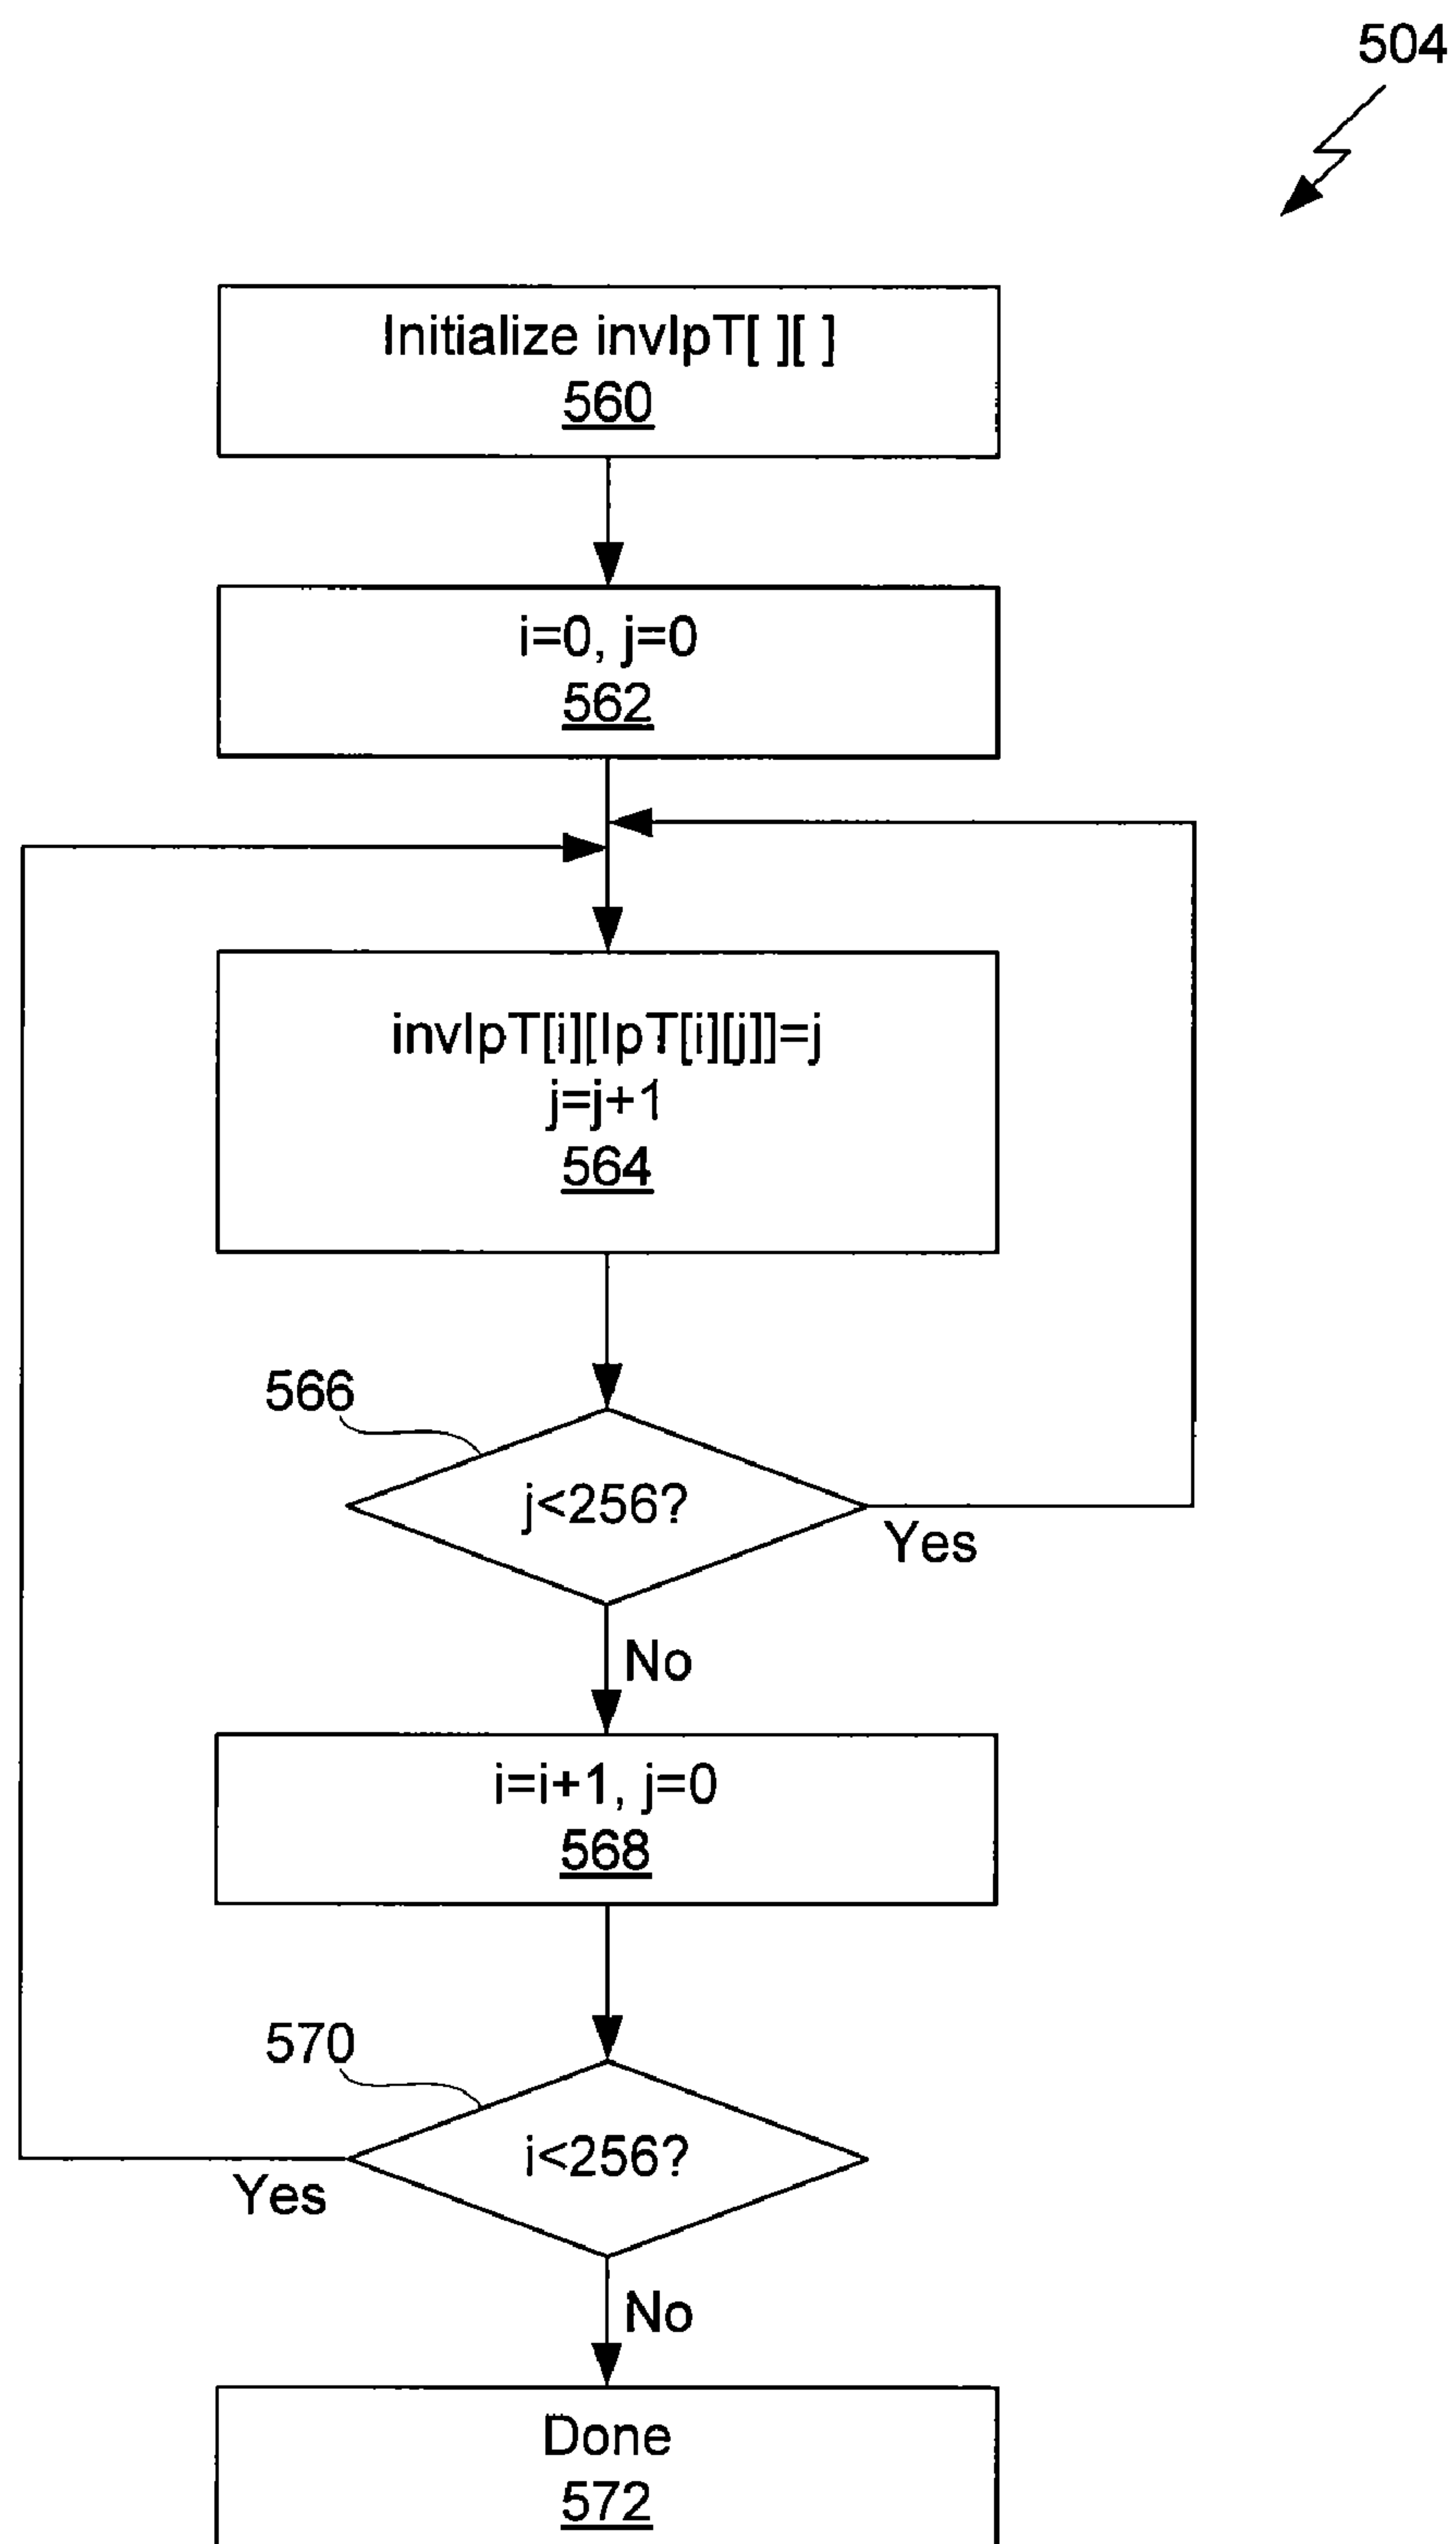 504
Initialize invIpT[ ][ ]
560
i=0, j=0
562
invIpT[i][IpT[i][j]]=j
j=j+1
564
566
j<256?
Yes
No
i=i+1, j=0
568
570
i<256?
Yes
No
Done
572